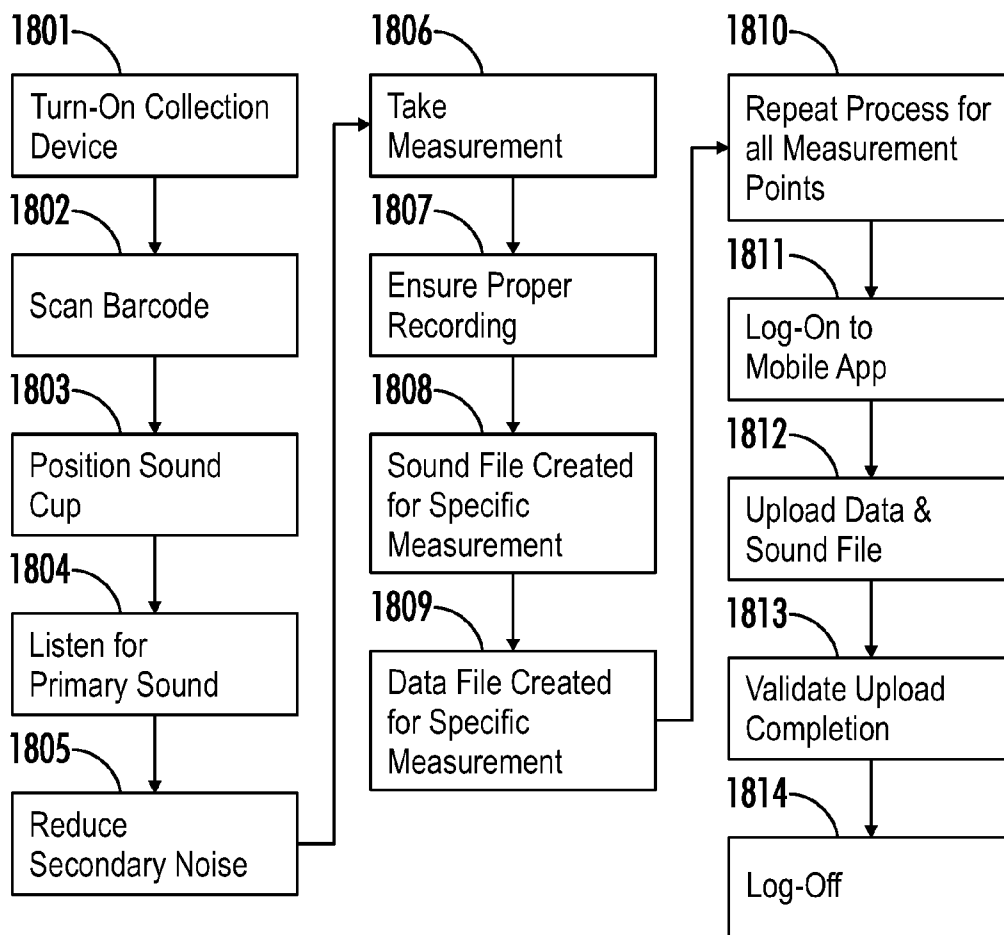 1801
Turn-On Collection
Device
1802
Scan Barcode
1803
Position Sound
Cup
1804
Listen for
Primary Sound
1805
Reduce
Secondary Noise
1806
Take
Measurement
1807
Ensure Proper
Recording
1808
Sound File Created
for Specific
Measurement
1809
Data File Created
for Specific
Measurement
1810
Repeat Process for
all Measurement
Points
1811
Log-On to
Mobile App
1812
Upload Data &
Sound File
1813
Validate Upload
Completion
1814
Log-Off